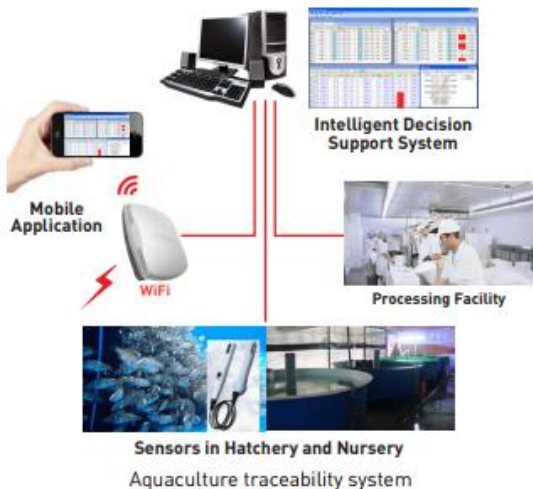 Intelligent Decision
Support System
Mobile
Application
WiFi
Processing Facility
Sensors in Hatchery and Nursery
Aquaculture traceability system